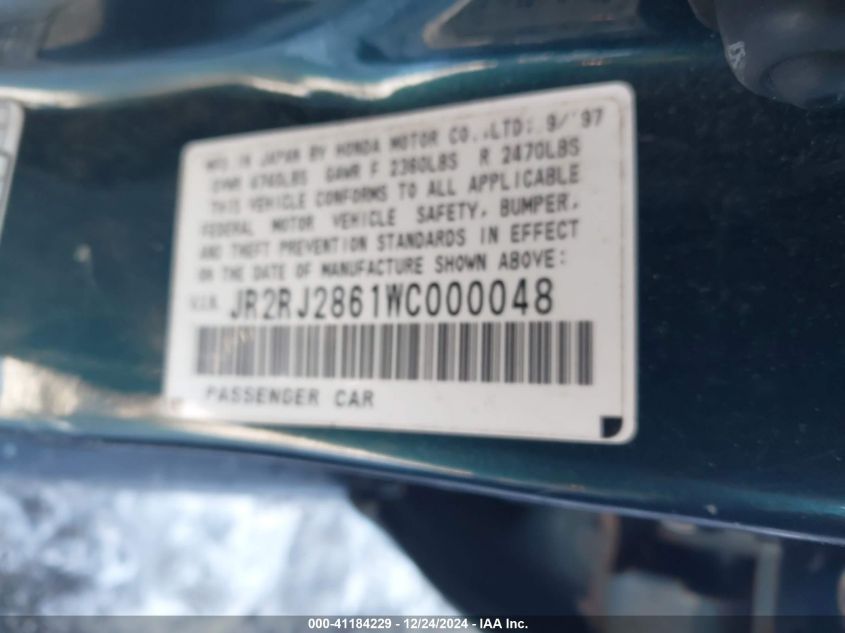 MFD. IN JAPAN BY HONDA MOTOR CO.,LTD: 9/'97
GVWR 4740LBS GAWR F 2360LBS R 2470LBS
THIS VEHICLE CONFORMS TO ALL APPLICABLE
FEDERAL MOTOR VEHICLE SAFETY, BUMPER,
AND THEFT PREVENTION STANDARDS IN EFFECT
ON THE DATE OF MANUFACTURE SHOWN ABOVE:
V.I.N. JR2RJ2861WC000048
PASSENGER CAR
000-41184229 - 12/24/2024 - IAA Inc.